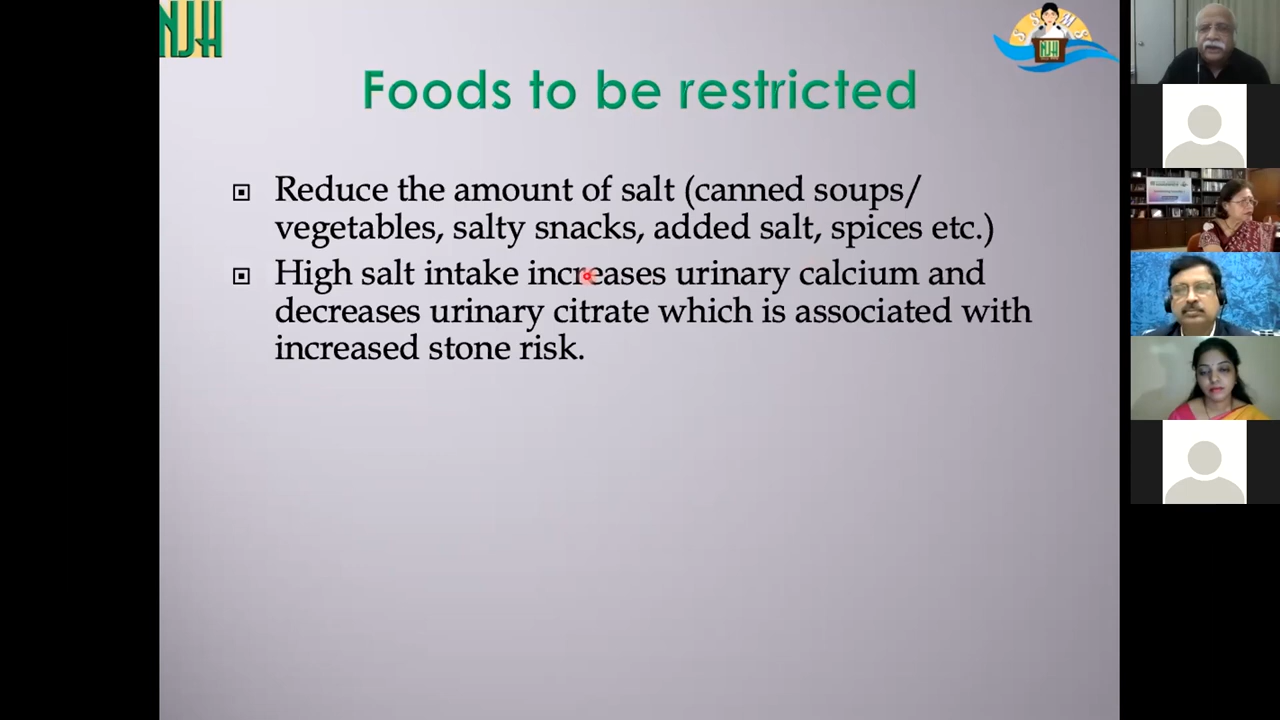 NJH
S S M S
NJH
Foods to be restricted
Reduce the amount of salt (canned soups/
vegetables, salty snacks, added salt, spices etc.)
High salt intake increases urinary calcium and
decreases urinary citrate which is associated with
increased stone risk.